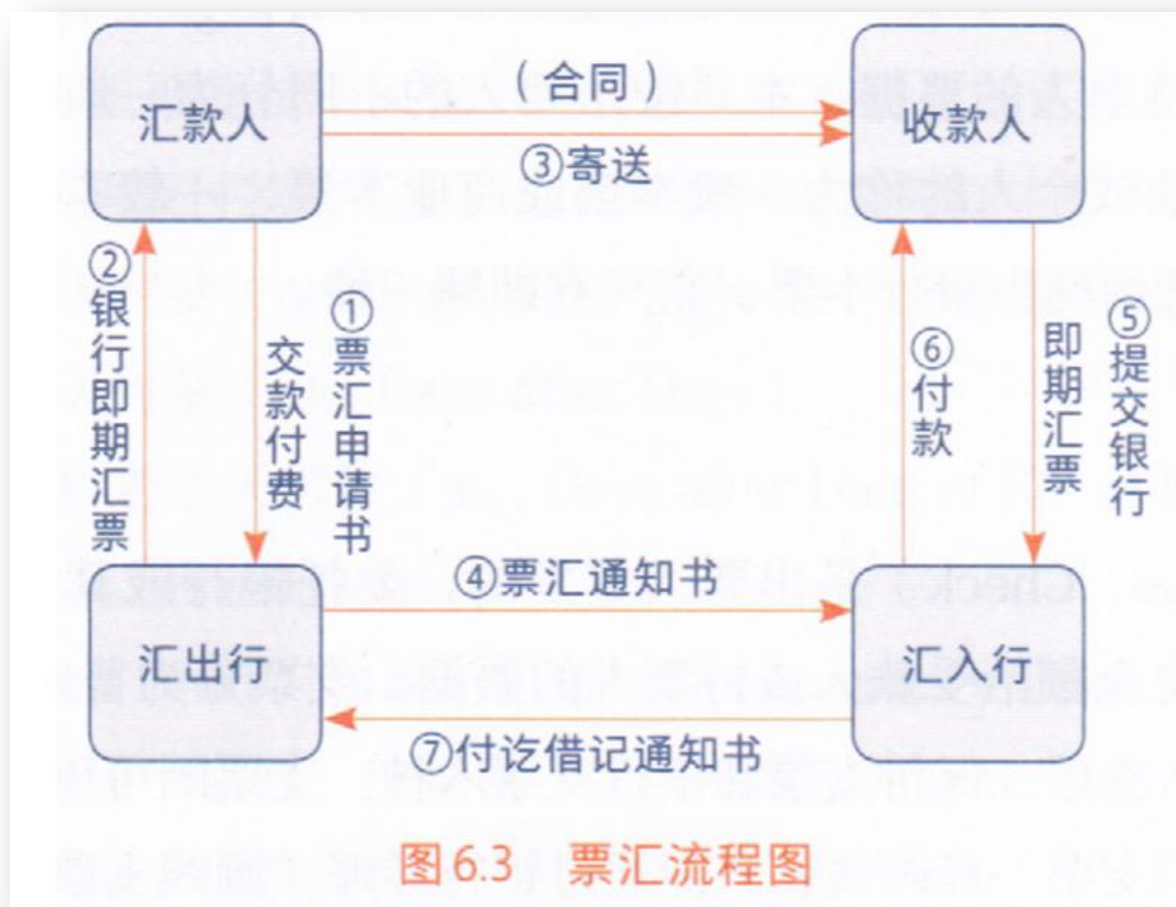 汇款人
（合同）
收款人
③寄送
②银行即期汇票
①票汇申请书
交款付费
⑥付款
⑤提交银行
即期汇票
④票汇通知书
汇出行
汇入行
⑦付讫借记通知书
图6.3 票汇流程图